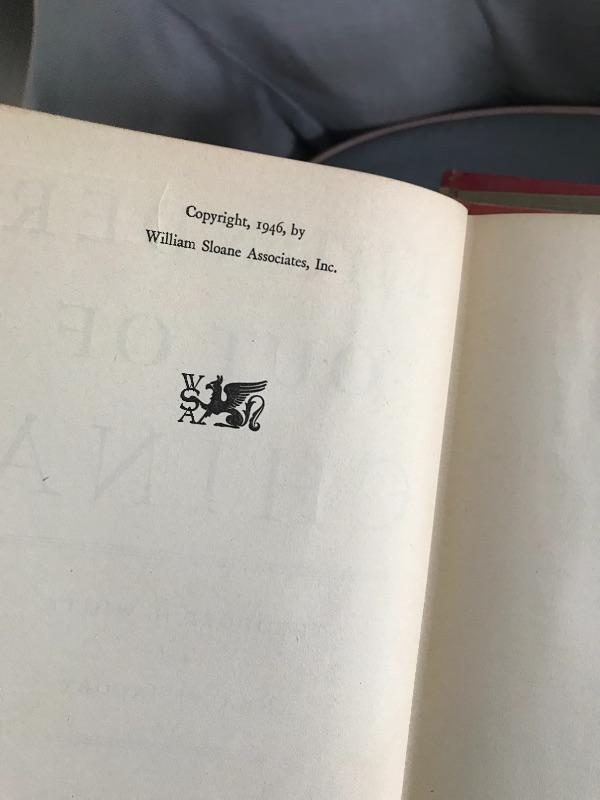 Copyright, 1946, by
William Sloane Associates, Inc.
W
S
A